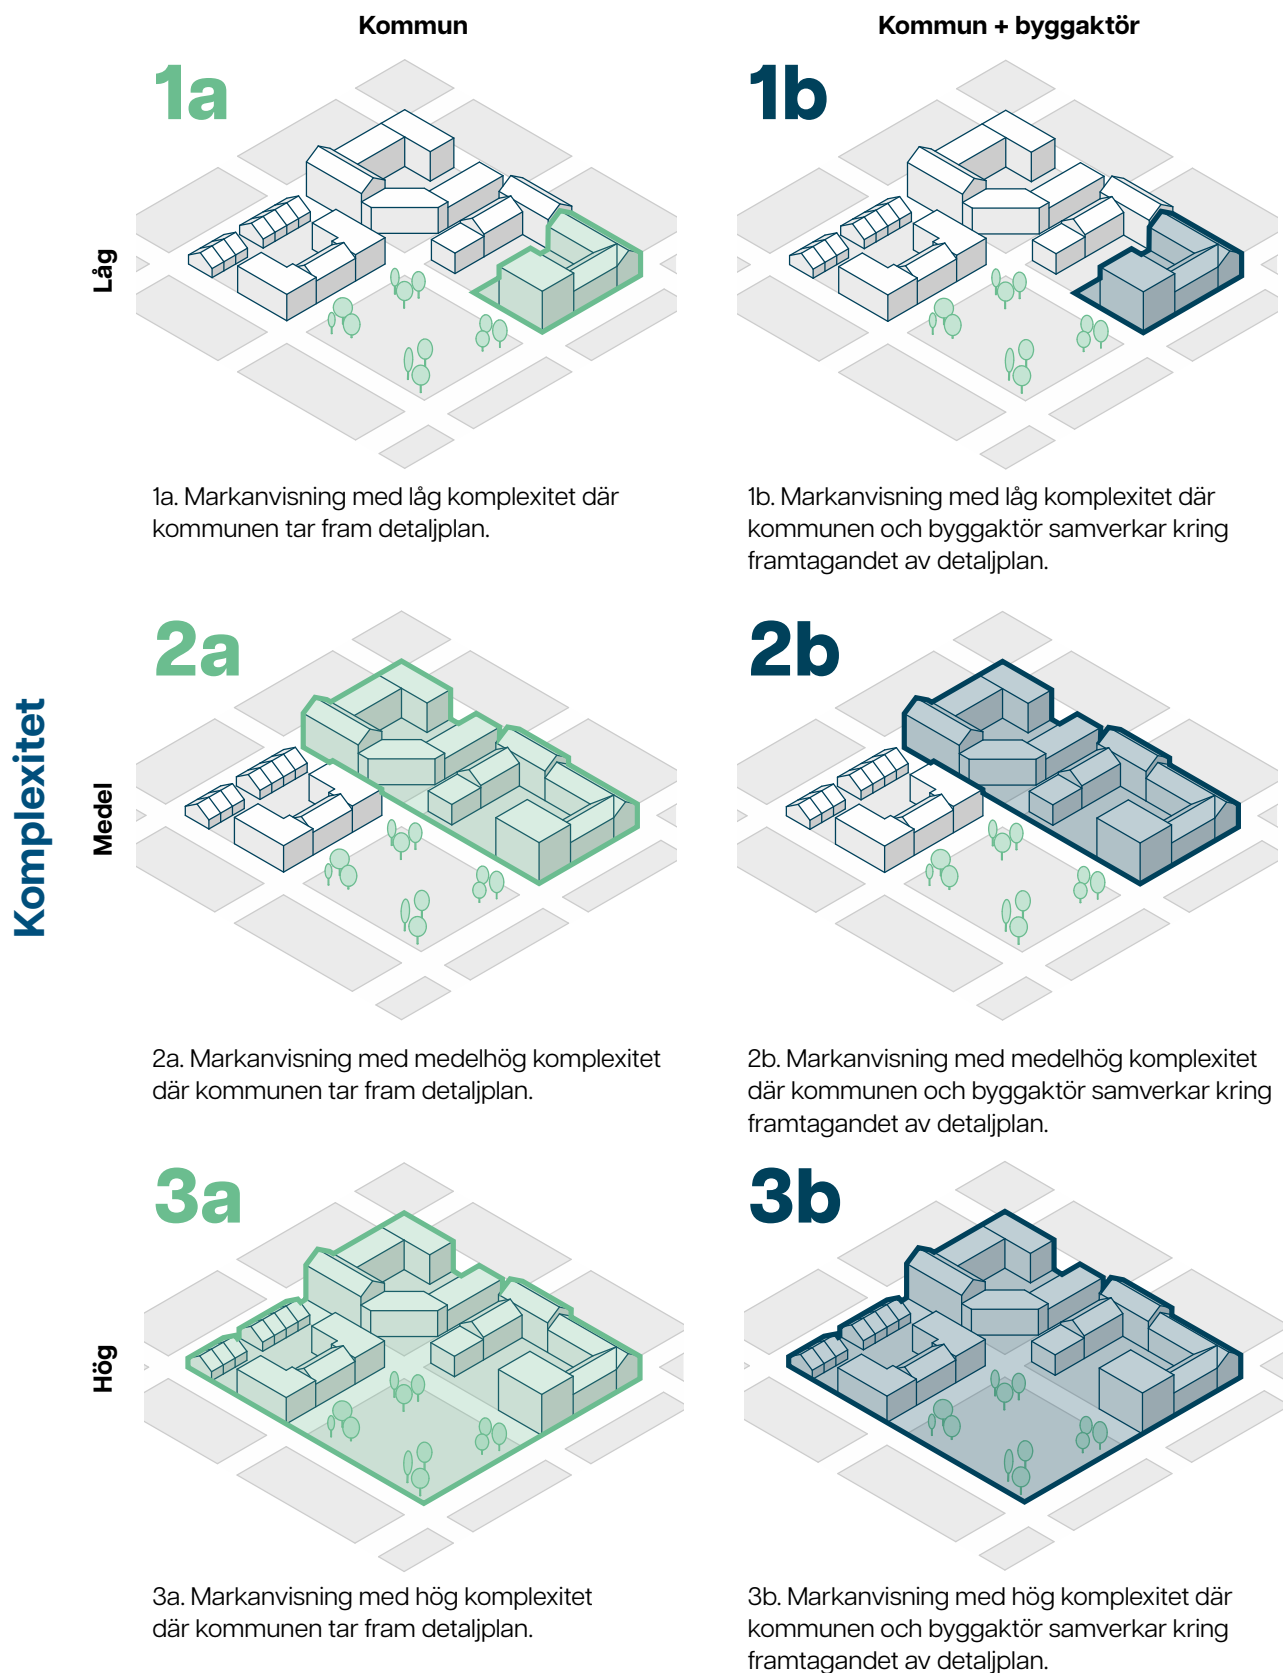 Kommun
Kommun + byggaktör
Komplexitet
Låg
1a
1b
1a. Markanvisning med låg komplexitet där
kommunen tar fram detaljplan.
1b. Markanvisning med låg komplexitet där
kommunen och byggaktör samverkar kring
framtagandet av detaljplan.
Medel
2a
2b
2a. Markanvisning med medelhög komplexitet
där kommunen tar fram detaljplan.
2b. Markanvisning med medelhög komplexitet
där kommunen och byggaktör samverkar kring
framtagandet av detaljplan.
Hög
3a
3b
3a. Markanvisning med hög komplexitet
där kommunen tar fram detaljplan.
3b. Markanvisning med hög komplexitet där
kommunen och byggaktör samverkar kring
framtagandet av detaljplan.